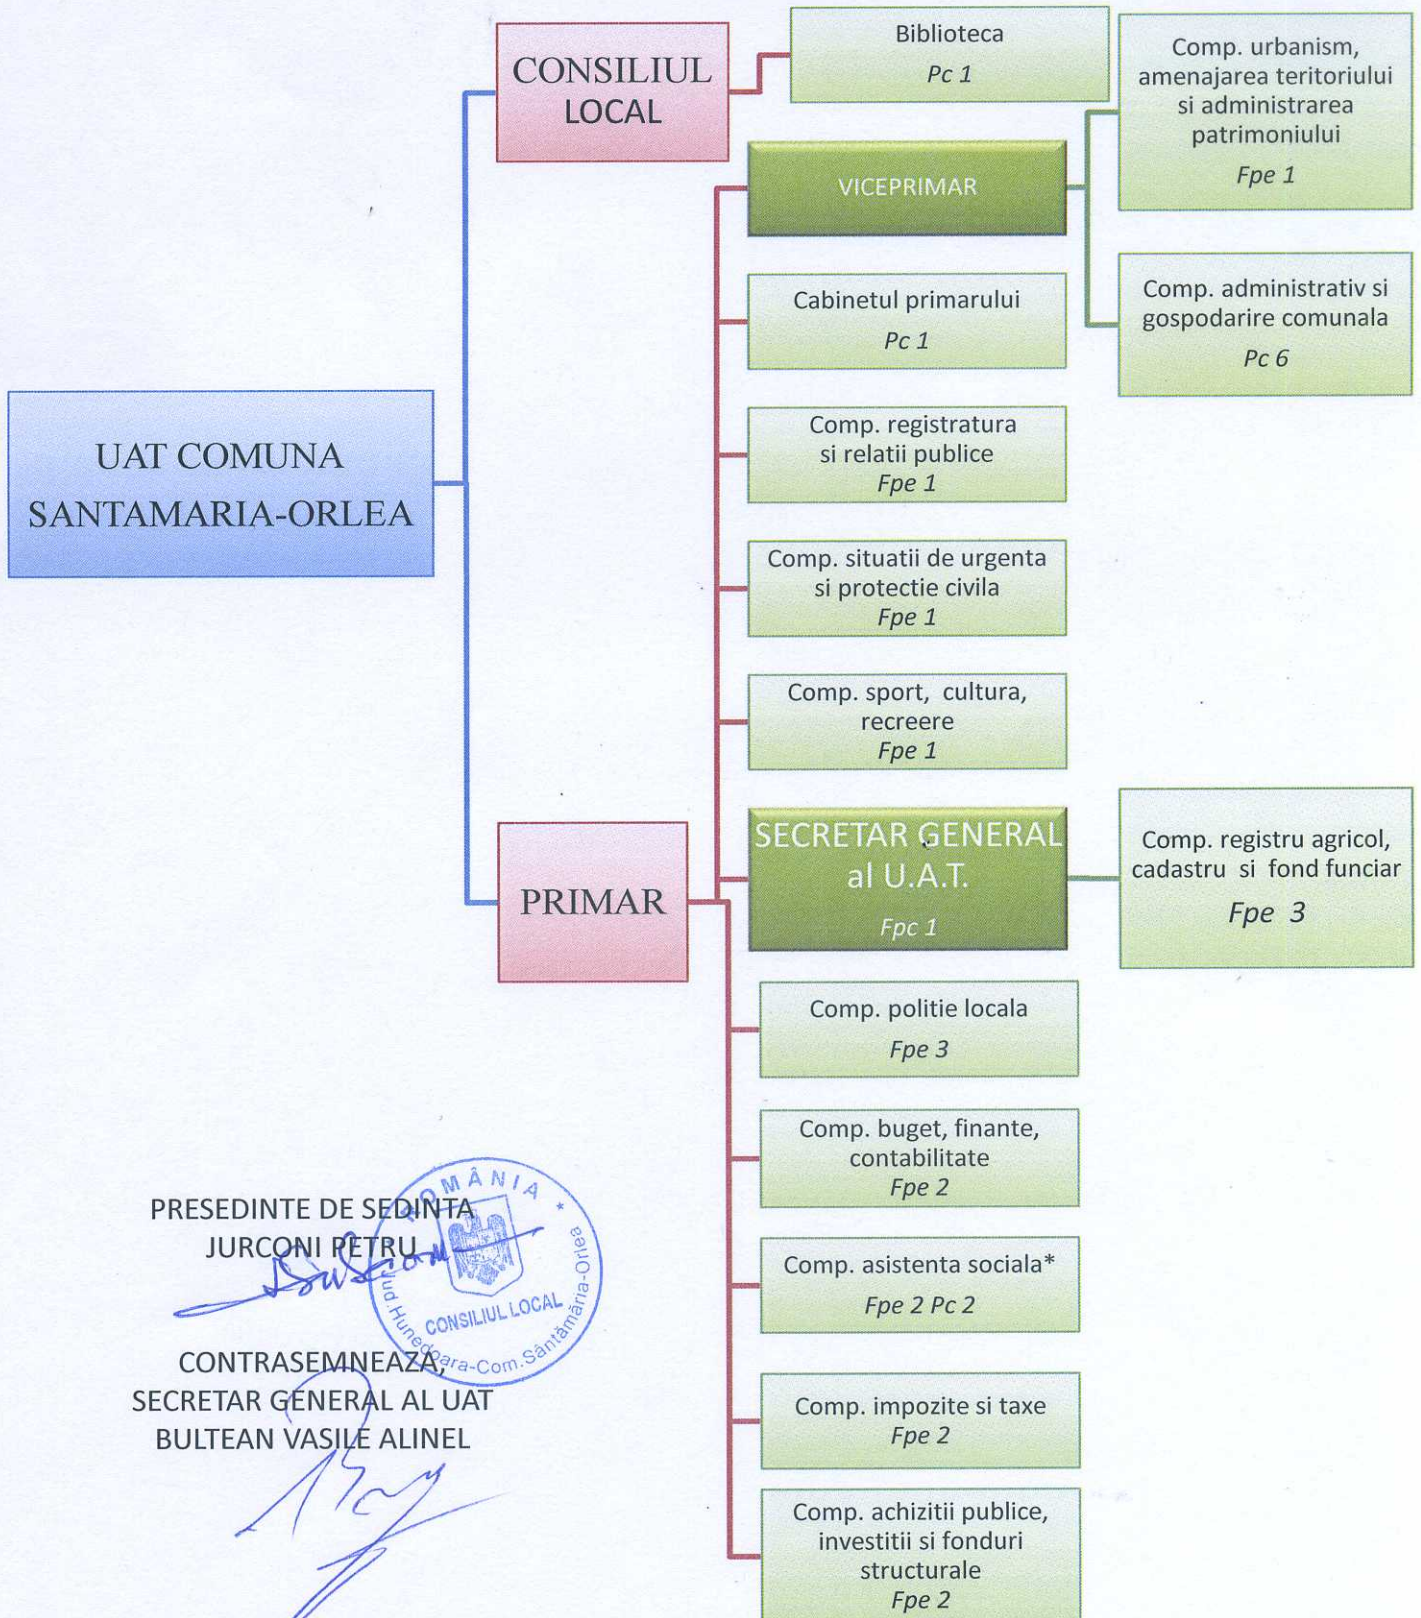 UAT COMUNA
SANTAMARIA-ORLEA
CONSILIUL
LOCAL
Biblioteca
Pc 1
PRIMAR
VICEPRIMAR
Comp. urbanism,
amenajarea teritoriului
si administrarea
patrimoniului
Fpe 1
Comp. administrativ si
gospodarire comunala
Pc 6
Cabinetul primarului
Pc 1
Comp. registratura
si relatii publice
Fpe 1
Comp. situatii de urgenta
si protectie civila
Fpe 1
Comp. sport, cultura,
recreere
Fpe 1
SECRETAR GENERAL
al U.A.T.
Fpc 1
Comp. registru agricol,
cadastru si fond funciar
Fpe 3
Comp. politie locala
Fpe 3
Comp. buget, finante,
contabilitate
Fpe 2
Comp. asistenta sociala*
Fpe 2 Pc 2
Comp. impozite si taxe
Fpe 2
Comp. achizitii publice,
investitii si fonduri
structurale
Fpe 2
PRESEDINTE DE SEDINTA
JURCONI PETRU
ROMÂNIA *
CONSILIUL LOCAL
Jud.Hunedoara-Com.Sântămăria-Orlea
CONTRASEMNEAZA,
SECRETAR GENERAL AL UAT
BULTEAN VASILE ALINEL